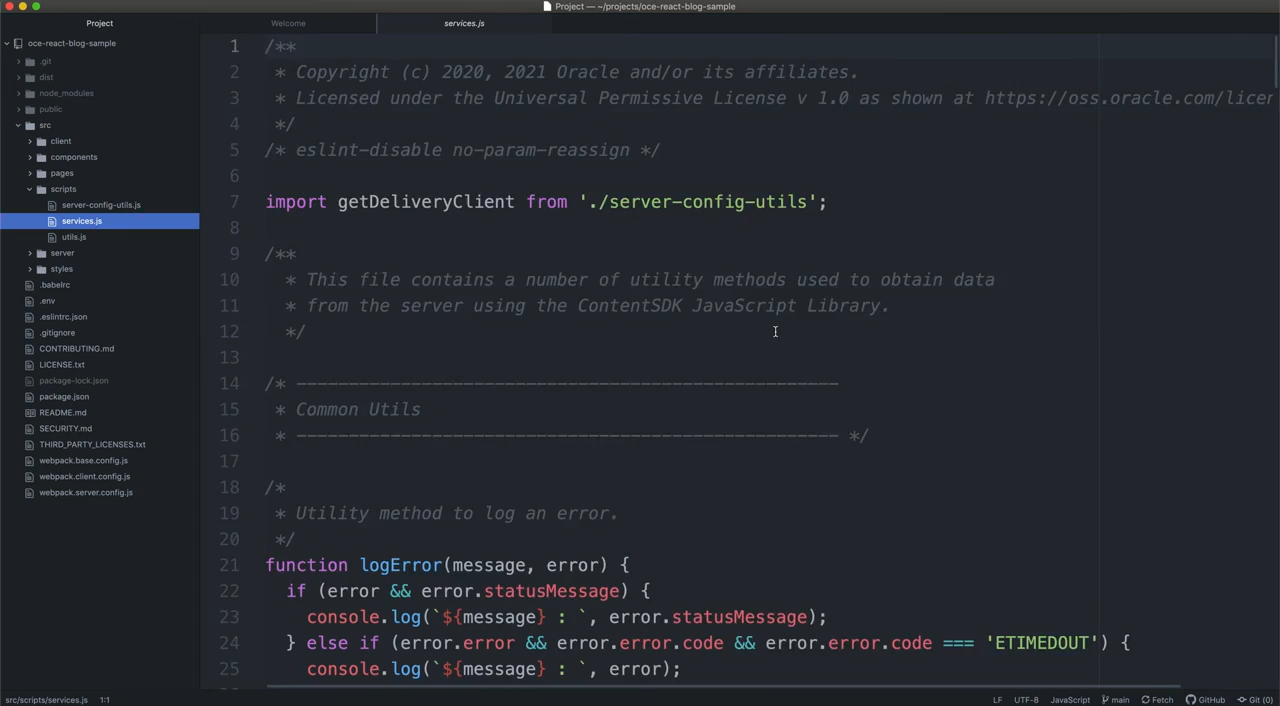 Project — ~/projects/oce-react-blog-sample
Project
Welcome
services.js
oce-react-blog-sample
.git
dist
node_modules
public
src
client
components
pages
scripts
server-config-utils.js
services.js
utils.js
server
styles
.babelrc
.env
.eslintrc.json
.gitignore
CONTRIBUTING.md
LICENSE.txt
package-lock.json
package.json
README.md
SECURITY.md
THIRD_PARTY_LICENSES.txt
webpack.base.config.js
webpack.client.config.js
webpack.server.config.js
1 /**
2 * Copyright (c) 2020, 2021 Oracle and/or its affiliates.
3 * Licensed under the Universal Permissive License v 1.0 as shown at https://oss.oracle.com/licen
4 */
5 /* eslint-disable no-param-reassign */
6
7 import getDeliveryClient from './server-config-utils';
8
9 /**
10 * This file contains a number of utility methods used to obtain data
11 * from the server using the ContentSDK JavaScript Library.
12 */
13
14 /* ----------------------------------------------------
15 * Common Utils
16 * ---------------------------------------------------- */
17
18 /*
19 * Utility method to log an error.
20 */
21 function logError(message, error) {
22 if (error && error.statusMessage) {
23 console.log(`${message} : `, error.statusMessage);
24 } else if (error.error && error.error.code && error.error.code === 'ETIMEDOUT') {
25 console.log(`${message} : `, error);
src/scripts/services.js 1:1
LF UTF-8 JavaScript main Fetch GitHub Git (0)